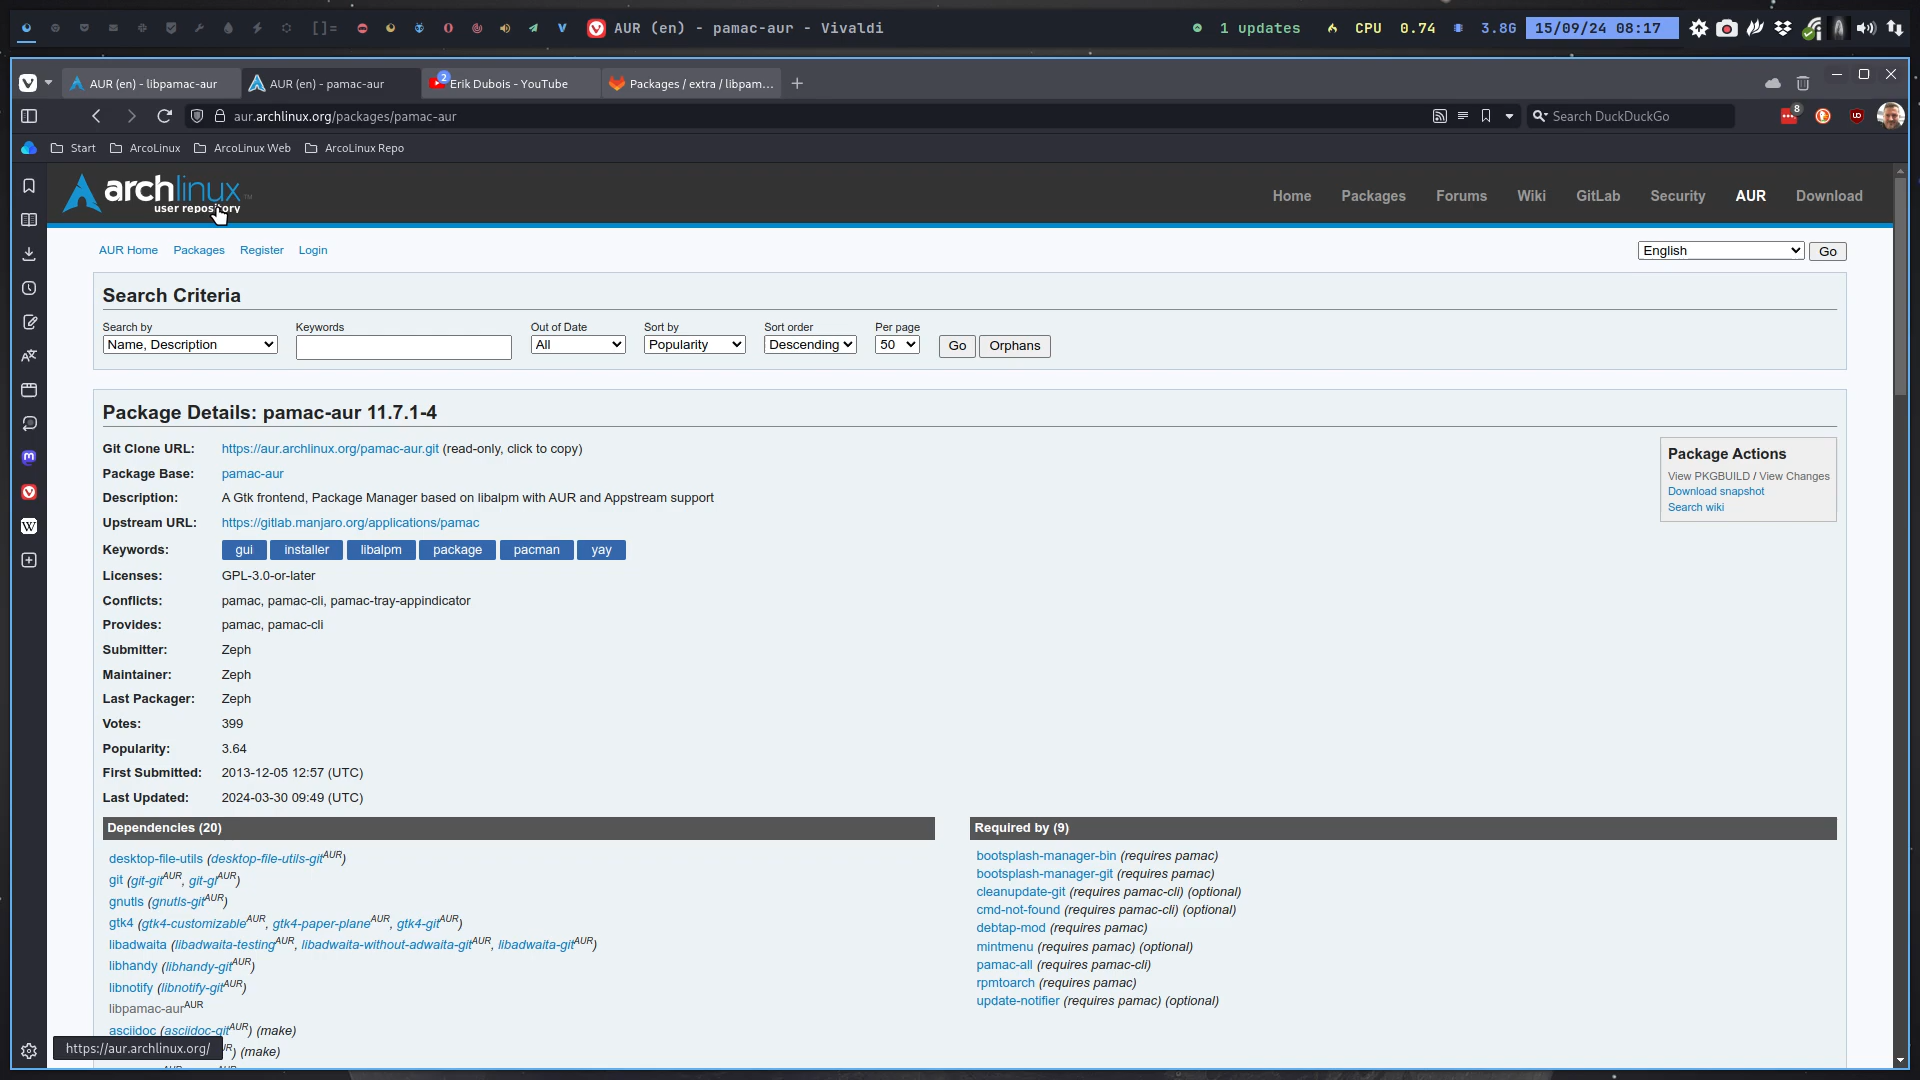 []= AUR (en) - pamac-aur - Vivaldi 1 updates CPU 0.74 3.8G 15/09/24 08:17
AUR (en) - libpamac-aur AUR (en) - pamac-aur 2 Erik Dubois - YouTube Packages / extra / libpam...
aur.archlinux.org/packages/pamac-aur Search DuckDuckGo 8
Start ArcoLinux ArcoLinux Web ArcoLinux Repo
archlinux
user repository
Home Packages Forums Wiki GitLab Security AUR Download
AUR Home Packages Register Login English Go
Search Criteria
Search by Keywords Out of Date Sort by Sort order Per page
Name, Description All Popularity Descending 50 Go Orphans
Package Details: pamac-aur 11.7.1-4
Git Clone URL: https://aur.archlinux.org/pamac-aur.git (read-only, click to copy)
Package Base: pamac-aur
Description: A Gtk frontend, Package Manager based on libalpm with AUR and Appstream support
Upstream URL: https://gitlab.manjaro.org/applications/pamac
Keywords: gui installer libalpm package pacman yay
Licenses: GPL-3.0-or-later
Conflicts: pamac, pamac-cli, pamac-tray-appindicator
Provides: pamac, pamac-cli
Submitter: Zeph
Maintainer: Zeph
Last Packager: Zeph
Votes: 399
Popularity: 3.64
First Submitted: 2013-12-05 12:57 (UTC)
Last Updated: 2024-03-30 09:49 (UTC)
Package Actions
View PKGBUILD / View Changes
Download snapshot
Search wiki
Dependencies (20)
desktop-file-utils (desktop-file-utils-gitAUR)
git (git-gitAUR, git-glAUR)
gnutls (gnutls-gitAUR)
gtk4 (gtk4-customizableAUR, gtk4-paper-planeAUR, gtk4-gitAUR)
libadwaita (libadwaita-testingAUR, libadwaita-without-adwaita-gitAUR, libadwaita-gitAUR)
libhandy (libhandy-gitAUR)
libnotify (libnotify-gitAUR)
libpamac-aurAUR
asciidoc (asciidoc-gitAUR) (make)
(make)
Required by (9)
bootsplash-manager-bin (requires pamac)
bootsplash-manager-git (requires pamac)
cleanupdate-git (requires pamac-cli) (optional)
cmd-not-found (requires pamac-cli) (optional)
debtap-mod (requires pamac)
mintmenu (requires pamac) (optional)
pamac-all (requires pamac-cli)
rpmtoarch (requires pamac)
update-notifier (requires pamac) (optional)
https://aur.archlinux.org/